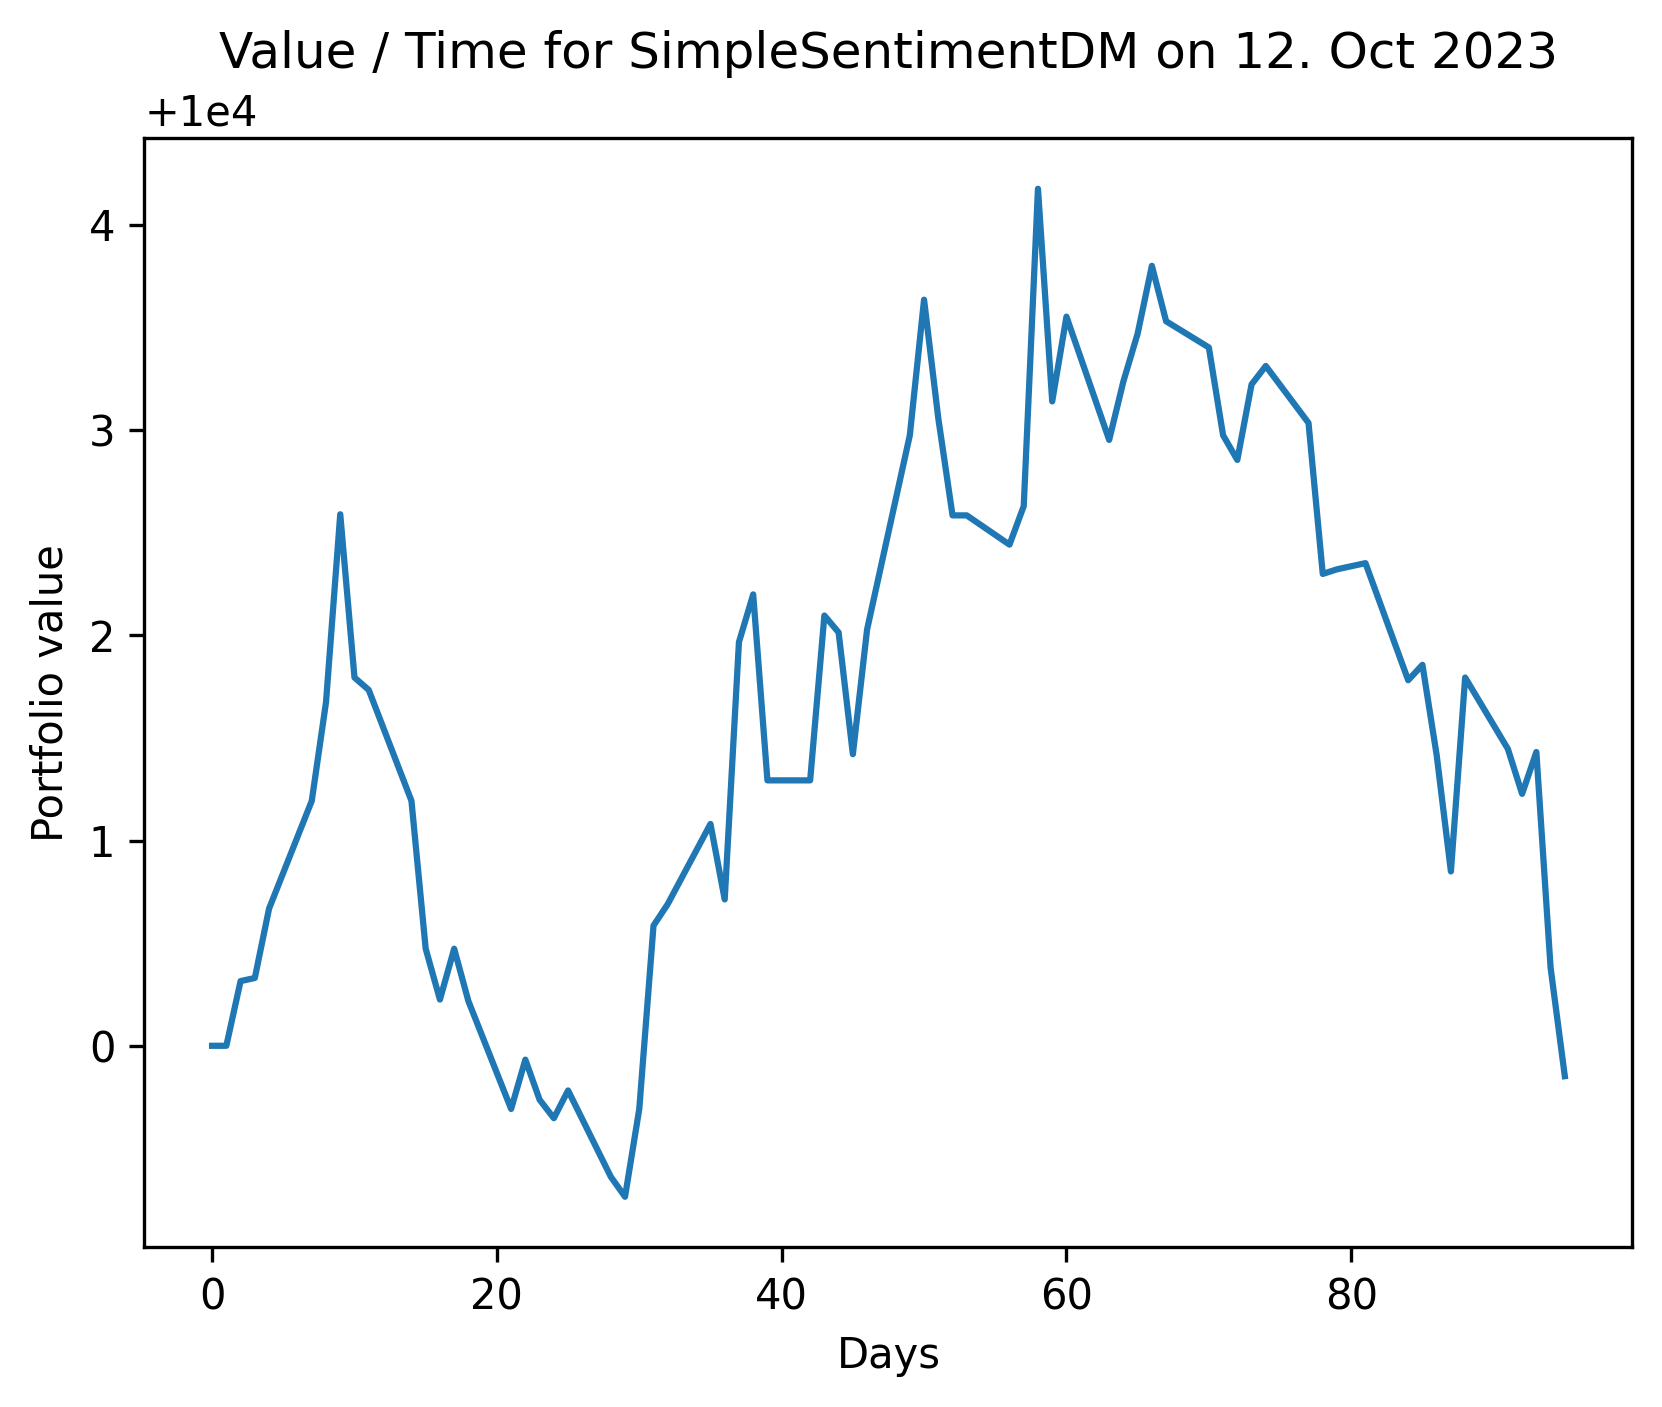 Value / Time for SimpleSentimentDM on 12. Oct 2023
+1e4
4
3
2
1
0
Portfolio value
0 20 40 60 80
Days